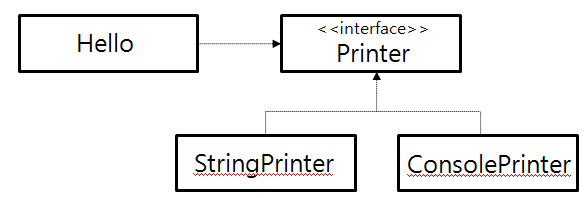 Hello
<<interface>>
Printer
StringPrinter
ConsolePrinter